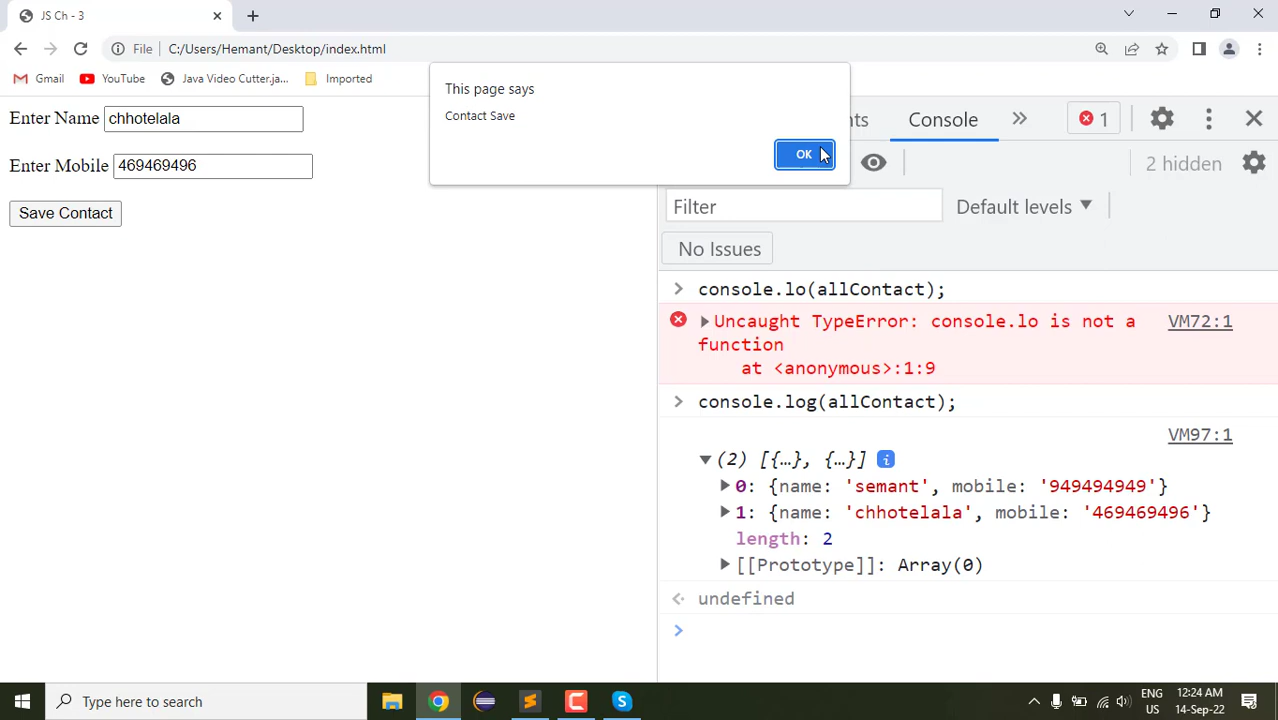 JS Ch - 3
File
C:/Users/Hemant/Desktop/index.html
Gmail
YouTube
Java Video Cutter.ja...
Imported
This page says
Contact Save
OK
Enter Name chhotelala
Enter Mobile 469469496
Save Contact
nts
Console
1
2 hidden
Filter
Default levels
No Issues
console.lo(allContact);
Uncaught TypeError: console.lo is not a VM72:1
function
at <anonymous>:1:9
console.log(allContact);
VM97:1
(2) [{…}, {…}]
0: {name: 'semant', mobile: '949494949'}
1: {name: 'chhotelala', mobile: '469469496'}
length: 2
[[Prototype]]: Array(0)
undefined
Type here to search
ENG
US
12:24 AM
14-Sep-22